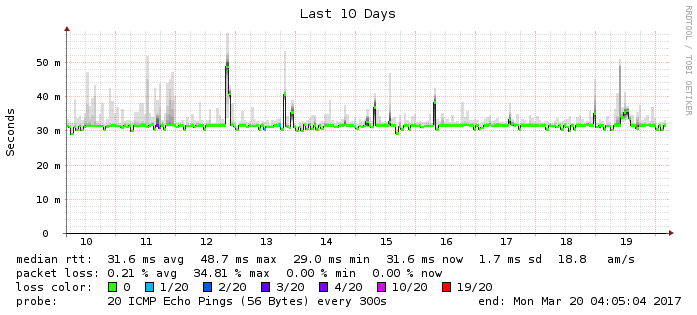 Last 10 Days
RRDTOOL / TOBI OETIKER
Seconds
50 m
40 m
30 m
20 m
10 m
0
10 11 12 13 14 15 16 17 18 19
median rtt: 31.6 ms avg 48.7 ms max 29.0 ms min 31.6 ms now 1.7 ms sd 18.8 am/s
packet loss: 0.21 % avg 34.81 % max 0.00 % min 0.00 % now
loss color: 0 1/20 2/20 3/20 4/20 10/20 19/20
probe: 20 ICMP Echo Pings (56 Bytes) every 300s end: Mon Mar 20 04:05:04 2017